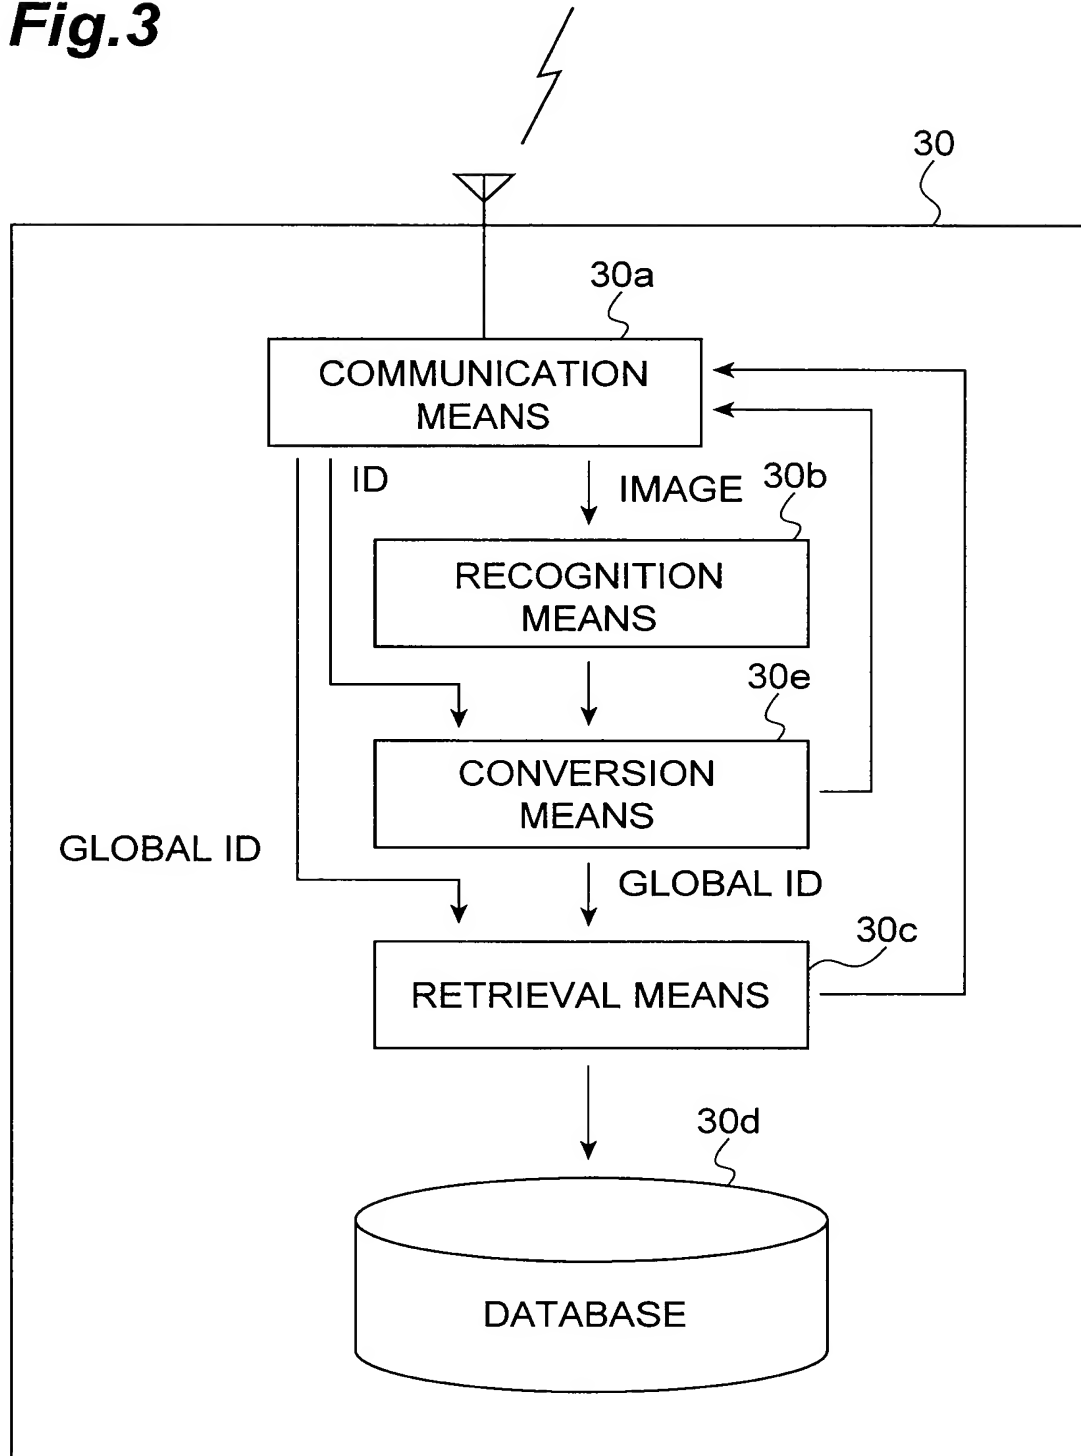 Fig.3
30
30a
COMMUNICATION
MEANS
ID
IMAGE
30b
RECOGNITION
MEANS
30e
CONVERSION
MEANS
GLOBAL ID
GLOBAL ID
30c
RETRIEVAL MEANS
30d
DATABASE